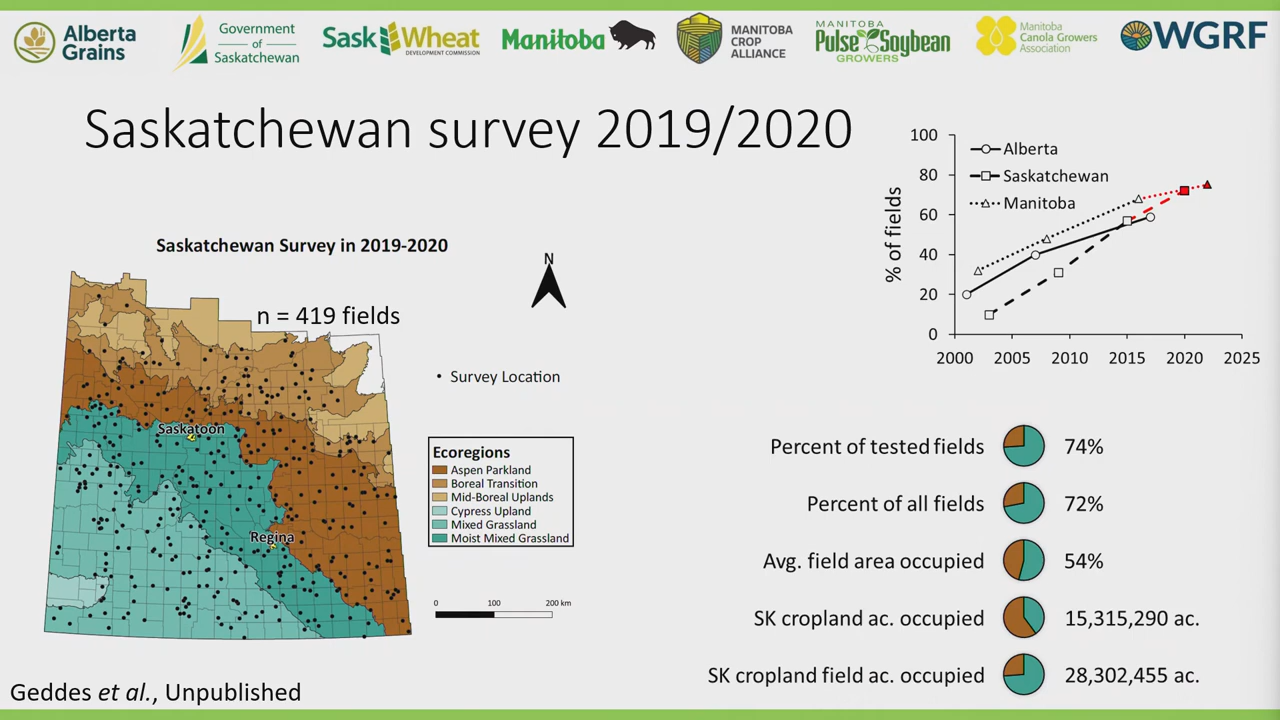 Alberta
Grains
Government
of
Saskatchewan
SaskWheat
DEVELOPMENT COMMISSION
Manitoba
MANITOBA
CROP
ALLIANCE
MANITOBA
Pulse Soybean
GROWERS
Manitoba
Canola Growers
Association
WGRF
Saskatchewan survey 2019/2020
Saskatchewan Survey in 2019-2020
N
n = 419 fields
• Survey Location
Saskatoon
Regina
Ecoregions
Aspen Parkland
Boreal Transition
Mid-Boreal Uplands
Cypress Upland
Mixed Grassland
Moist Mixed Grassland
0 100 200 km
Geddes et al., Unpublished
% of fields
100
80
60
40
20
0
2000 2005 2010 2015 2020 2025
Alberta
Saskatchewan
Manitoba
Percent of tested fields 74%
Percent of all fields 72%
Avg. field area occupied 54%
SK cropland ac. occupied 15,315,290 ac.
SK cropland field ac. occupied 28,302,455 ac.